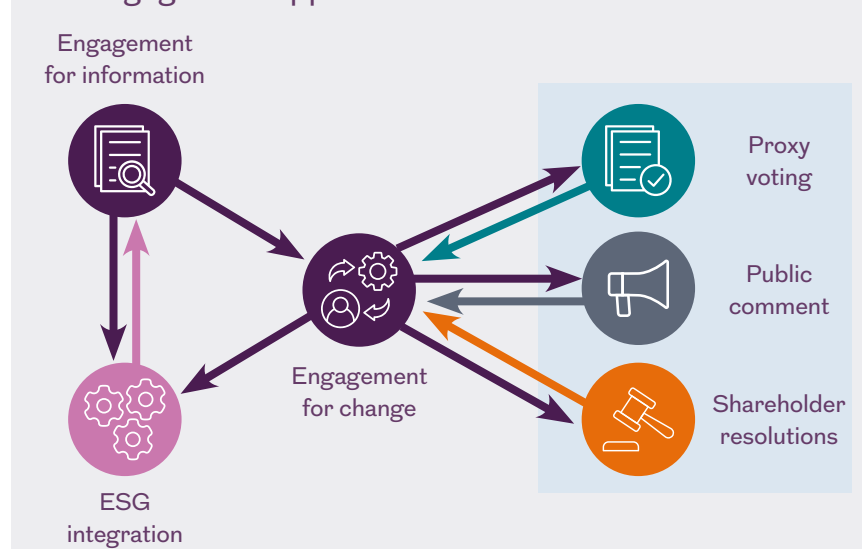 Engagement
for information
Proxy
voting
Public
comment
Engagement
for change
Shareholder
resolutions
ESG
integration